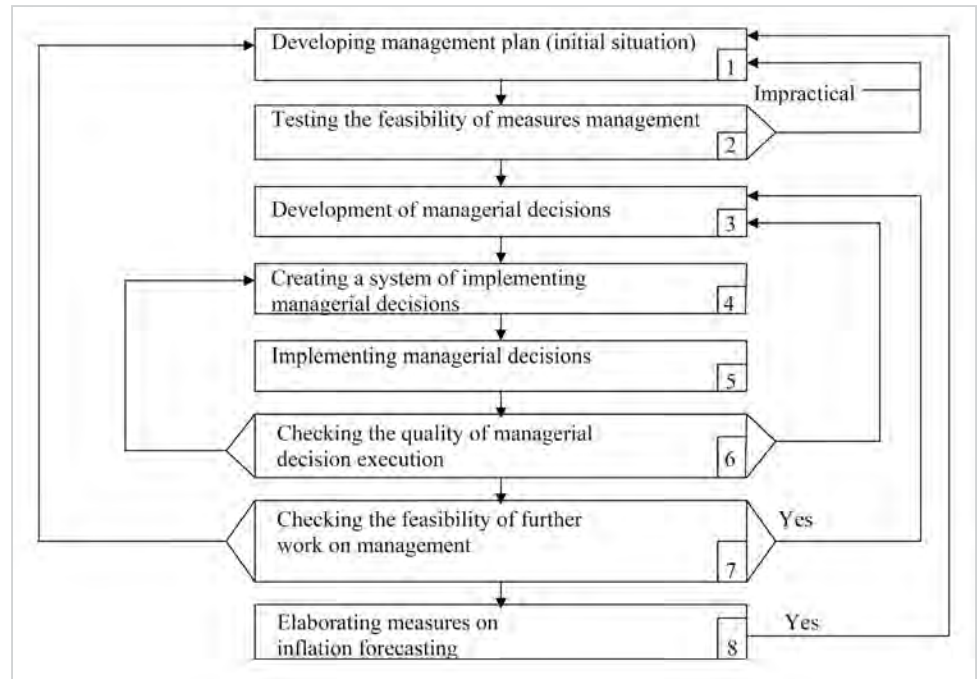 Developing management plan (initial situation)
1
Impractical
Testing the feasibility of measures management
2
Development of managerial decisions
3
Creating a system of implementing
managerial decisions
4
Implementing managerial decisions
5
Checking the quality of managerial
decision execution
6
Checking the feasibility of further
work on management
7
Yes
Elaborating measures on
inflation forecasting
8
Yes